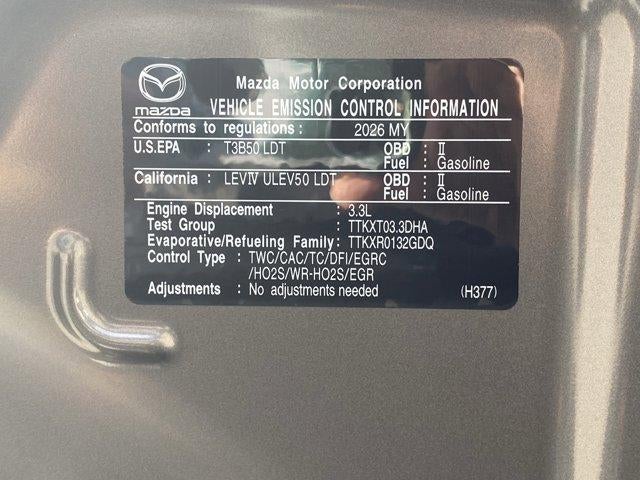 mazda
Mazda Motor Corporation
VEHICLE EMISSION CONTROL INFORMATION
Conforms to regulations : 2026 MY
U.S.EPA : T3B50 LDT OBD : Ⅱ
Fuel : Gasoline
California : LEVⅣ ULEV50 LDT OBD : Ⅱ
Fuel : Gasoline
Engine Displacement : 3.3L
Test Group : TTKXT03.3DHA
Evaporative/Refueling Family: TTKXR0132GDQ
Control Type : TWC/CAC/TC/DFI/EGRC
/HO2S/WR-HO2S/EGR
Adjustments : No adjustments needed (H377)